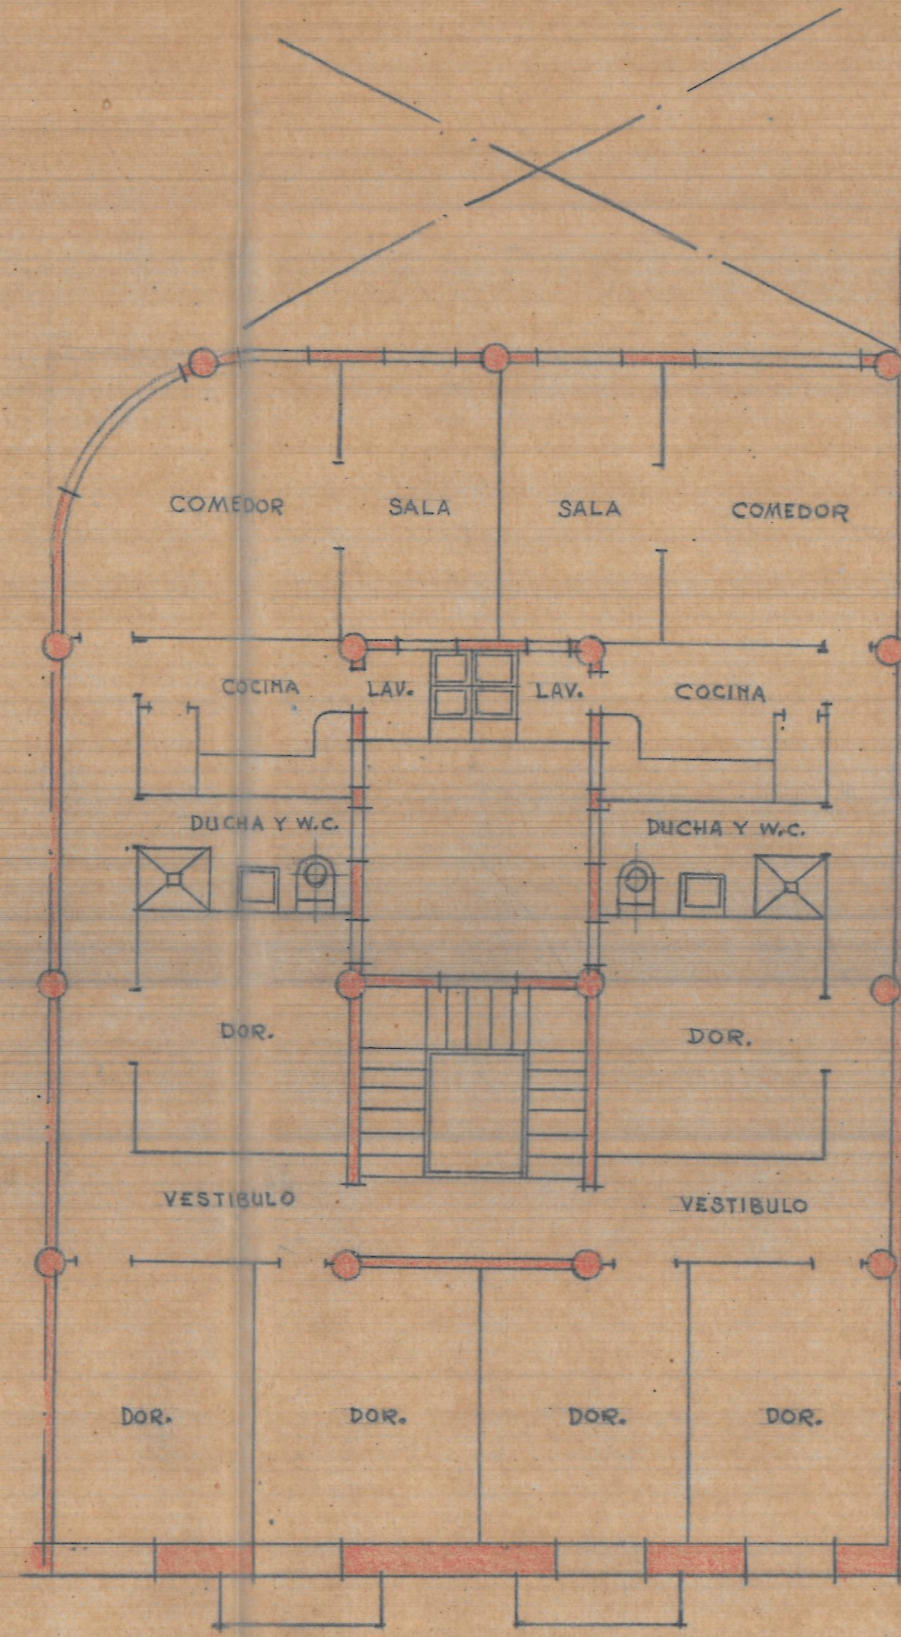 COMEDOR SALA SALA COMEDOR
COCINA LAV. LAV. COCINA
DUCHA Y W.C. DUCHA Y W.C.
DOR. DOR.
VESTIBULO VESTIBULO
DOR. DOR. DOR. DOR.